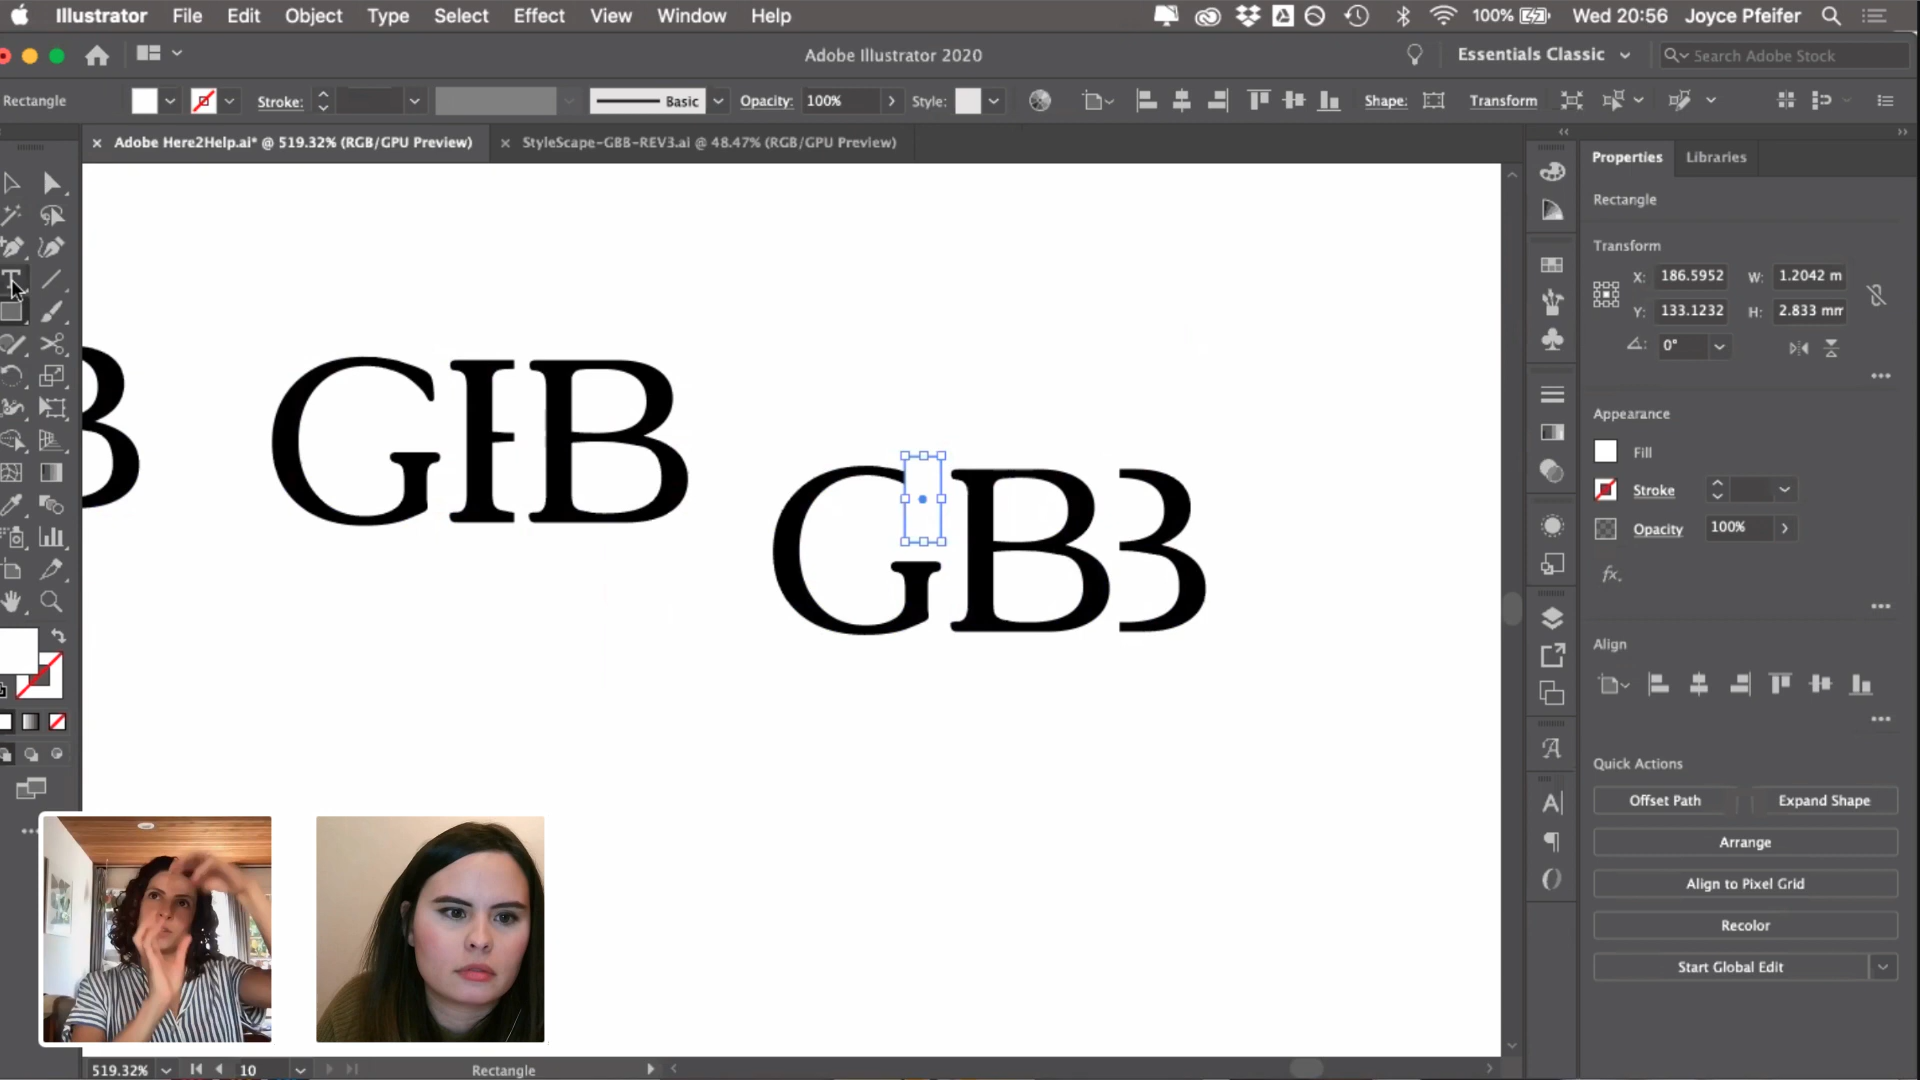 Illustrator File Edit Object Type Select Effect View Window Help 100% Wed 20:56 Joyce Pfeifer
Adobe Illustrator 2020 Essentials Classic Search Adobe Stock
Rectangle Stroke: Basic Opacity: 100% Style: Shape: Transform
× Adobe Here2Help.ai* @ 519.32% (RGB/GPU Preview) × StyleScape-GBB-REV3.ai @ 48.47% (RGB/GPU Preview)
Properties Libraries
Rectangle
Transform
X: 186.5952 W: 1.2042 m
Y: 133.1232 H: 2.833 mm
0°
GB
GBB
Appearance
Fill
Stroke
Opacity 100%
fx.
Align
Quick Actions
Offset Path Expand Shape
Arrange
Align to Pixel Grid
Recolor
Start Global Edit
519.32% 10 Rectangle